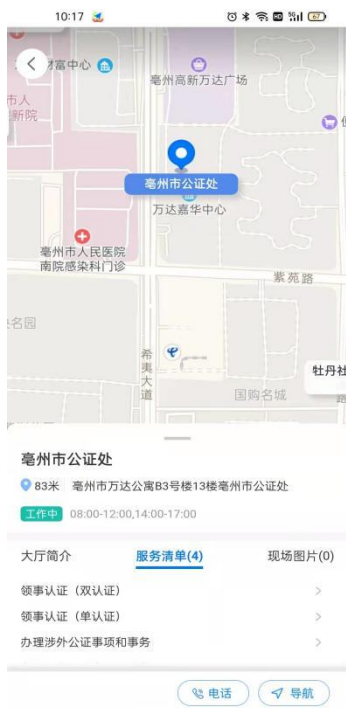 10:17
67
财富中心
亳州高新万达广场
市人
新院
亳州市公证处
万达嘉华中心
亳州市人民医院
南院感染科门诊
紫苑路
名园
希夷大道
牡丹社
国购名城
亳州市公证处
83米 亳州市万达公寓B3号楼13楼亳州市公证处
工作中 08:00-12:00,14:00-17:00
大厅简介 服务清单(4) 现场图片(0)
领事认证（双认证）
领事认证（单认证）
办理涉外公证事项和事务
电话 导航